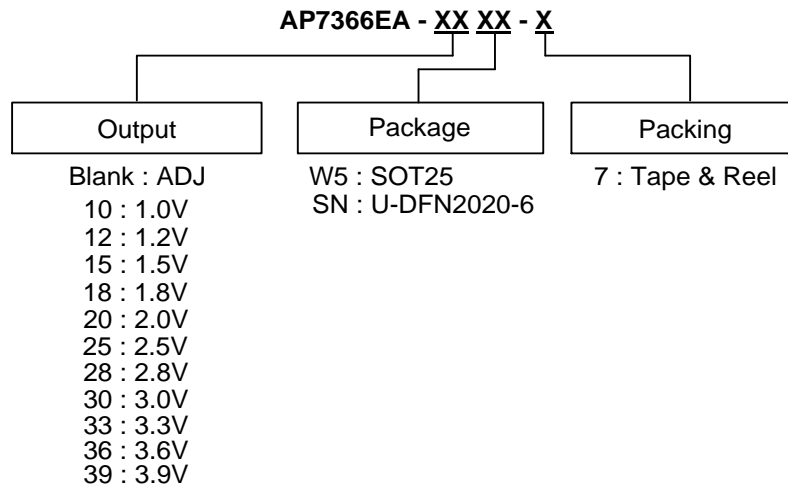 AP7366EA - XX XX - X
Output
Package
Packing
Blank : ADJ
10 : 1.0V
12 : 1.2V
15 : 1.5V
18 : 1.8V
20 : 2.0V
25 : 2.5V
28 : 2.8V
30 : 3.0V
33 : 3.3V
36 : 3.6V
39 : 3.9V
W5 : SOT25
SN : U-DFN2020-6
7 : Tape & Reel